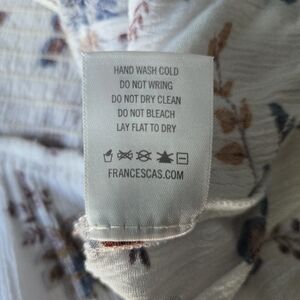 HAND WASH COLD
DO NOT WRING
DO NOT DRY CLEAN
DO NOT BLEACH
LAY FLAT TO DRY
FRANCESCAS.COM